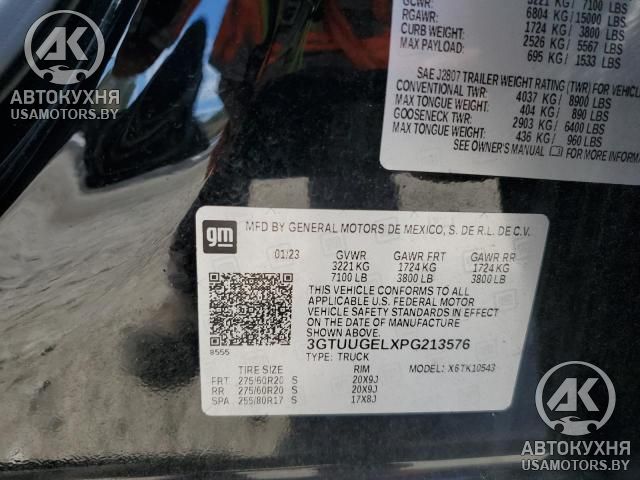 AK
АВТОКУХНЯ
USAMOTORS.BY
GCWR: 3221 KG / 7100 LBS
RGAWR: 6804 KG / 15000 LBS
CURB WEIGHT: 1724 KG / 3800 LBS
MAX PAYLOAD: 2526 KG / 5567 LBS
695 KG / 1533 LBS
SAE J2807 TRAILER WEIGHT RATING (TWR) FOR VEHICL
CONVENTIONAL TWR: 4037 KG / 8900 LBS
MAX TONGUE WEIGHT: 404 KG / 890 LBS
GOOSENECK TWR: 2903 KG / 6400 LBS
MAX TONGUE WEIGHT: 436 KG / 960 LBS
SEE OWNER'S MANUAL FOR ADDITIONAL
gm
MFD BY GENERAL MOTORS DE MEXICO, S. DE R.L. DE C.V.
01/23 GVWR GAWR FRT GAWR RR
3221 KG 1724 KG 1724 KG
7100 LB 3800 LB 3800 LB
THIS VEHICLE CONFORMS TO ALL
APPLICABLE U.S. FEDERAL MOTOR
VEHICLE SAFETY STANDARDS IN
EFFECT ON THE DATE OF MANUFACTURE
SHOWN ABOVE.
8555
3GTUUGELXPG213576
TYPE: TRUCK MODEL: X6TK10543
TIRE SIZE RIM
FRT 275/60R20 S 20X9J
RR 275/60R20 S 20X9J
SPA 255/80R17 S 17X8J
AK
АВТОКУХНЯ
USAMOTORS.BY